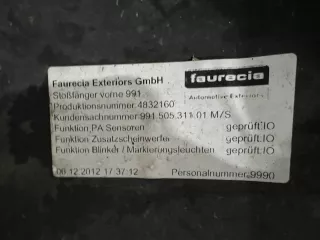 Faurecia Exteriors GmbH
faurecia
Stoßfänger vorne 991
Automotive Exteriors
Produktionsnummer:4832160
Kundensachnummer:991.505.311.01 M/S
Funktion PA Sensoren geprüft:IO
Funktion Zusatzscheinwerfer geprüft:IO
Funktion Blinker / Markierungsleuchten geprüft:IO
06.12.2012 17:37:12 Personalnummer:9990